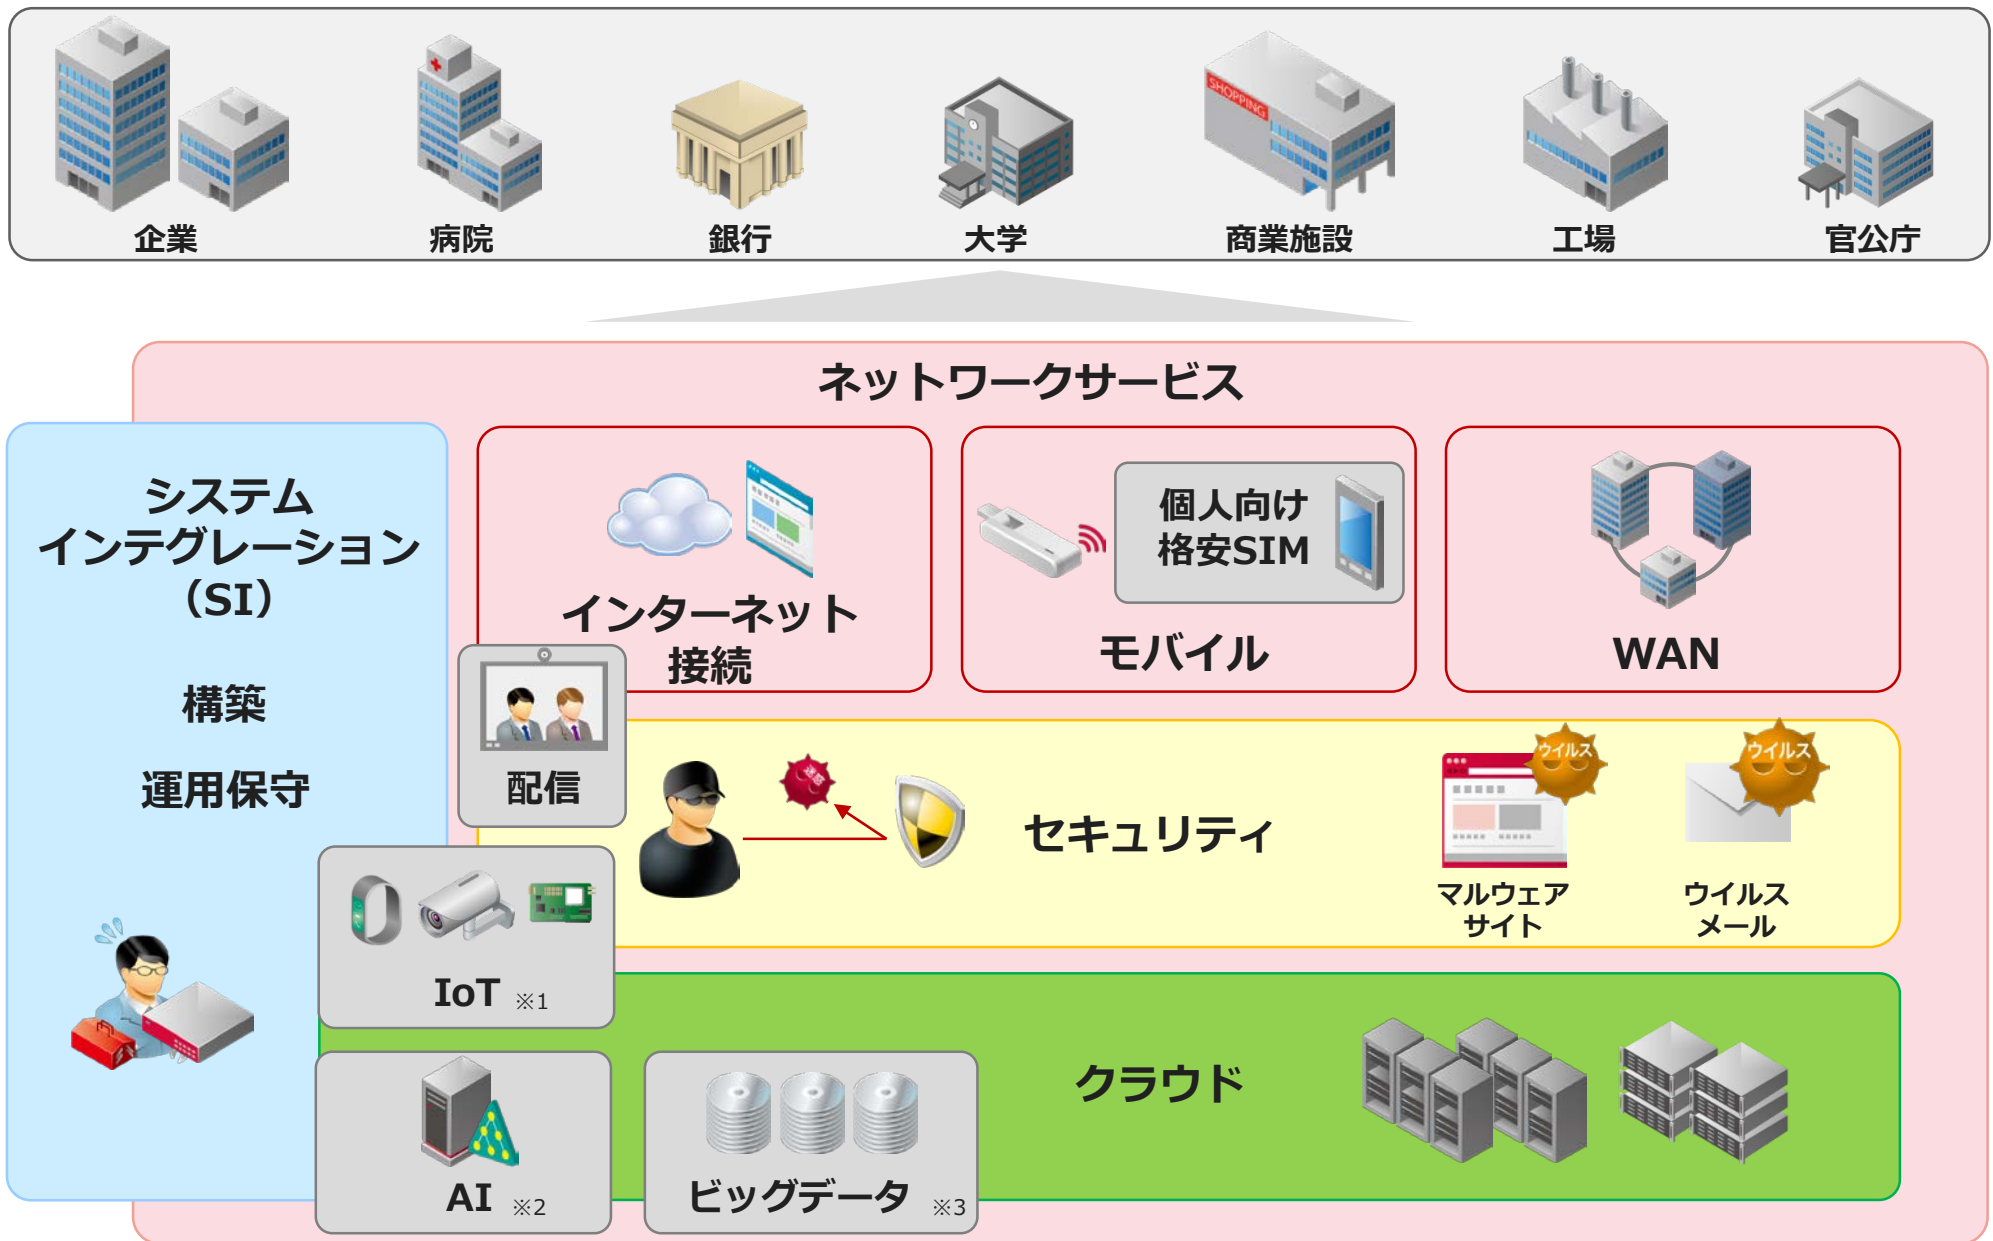 SHOPPING
企業
病院
銀行
大学
商業施設
工場
官公庁
ネットワークサービス
システム
インテグレーション
（SI）
構築
運用保守
インターネット
接続
個人向け
格安SIM
モバイル
WAN
配信
迷惑
セキュリティ
ウイルス
マルウェア
サイト
ウイルス
ウイルス
メール
IoT ※1
クラウド
AI ※2
ビッグデータ ※3